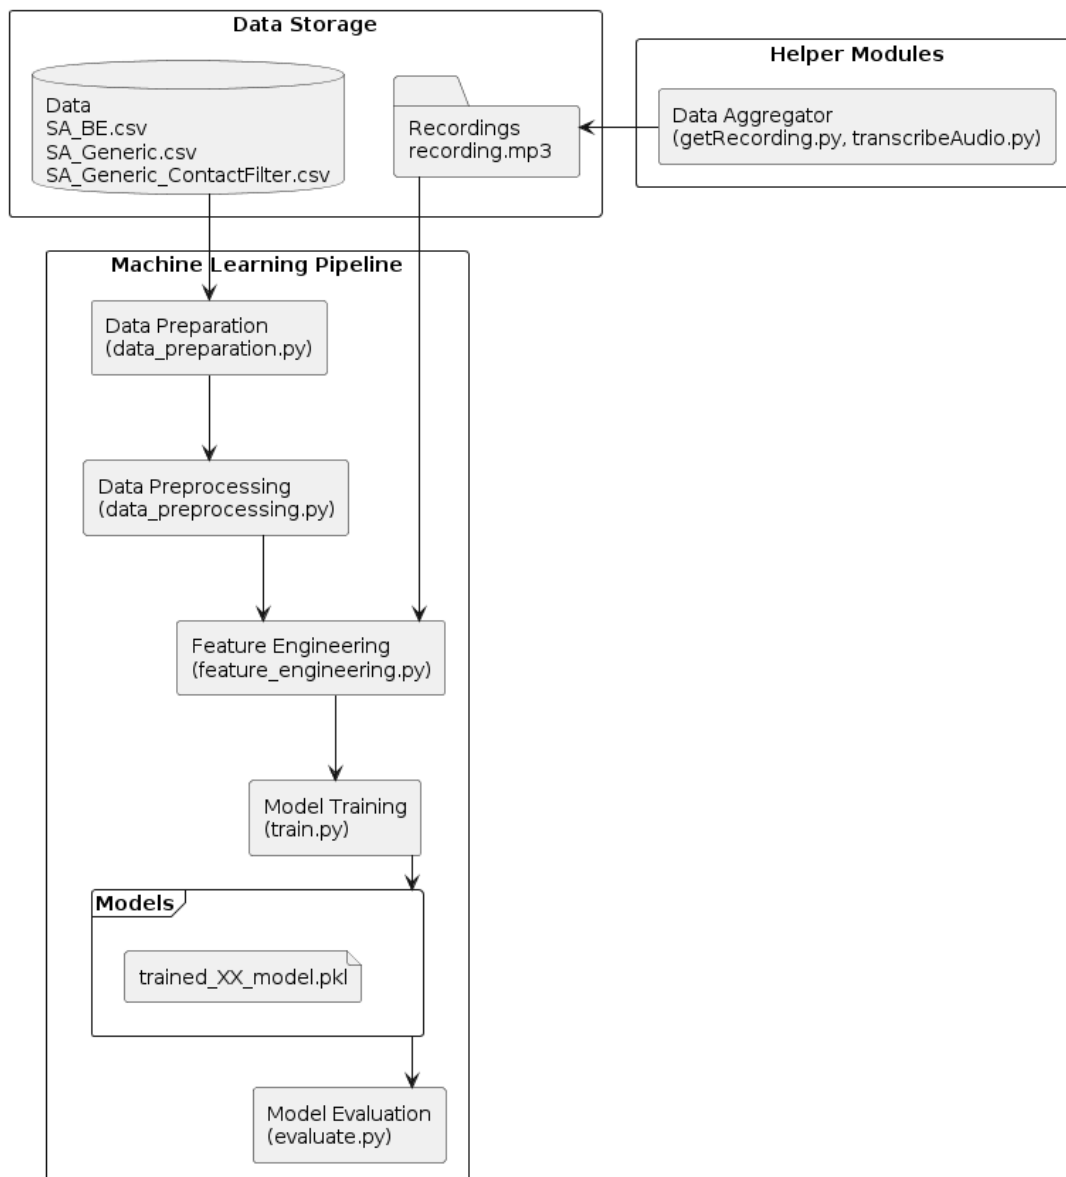 Data Storage
Data
SA_BE.csv
SA_Generic.csv
SA_Generic_ContactFilter.csv
Recordings
recording.mp3
Helper Modules
Data Aggregator
(getRecording.py, transcribeAudio.py)
Machine Learning Pipeline
Data Preparation
(data_preparation.py)
Data Preprocessing
(data_preprocessing.py)
Feature Engineering
(feature_engineering.py)
Model Training
(train.py)
Models
trained_XX_model.pkl
Model Evaluation
(evaluate.py)